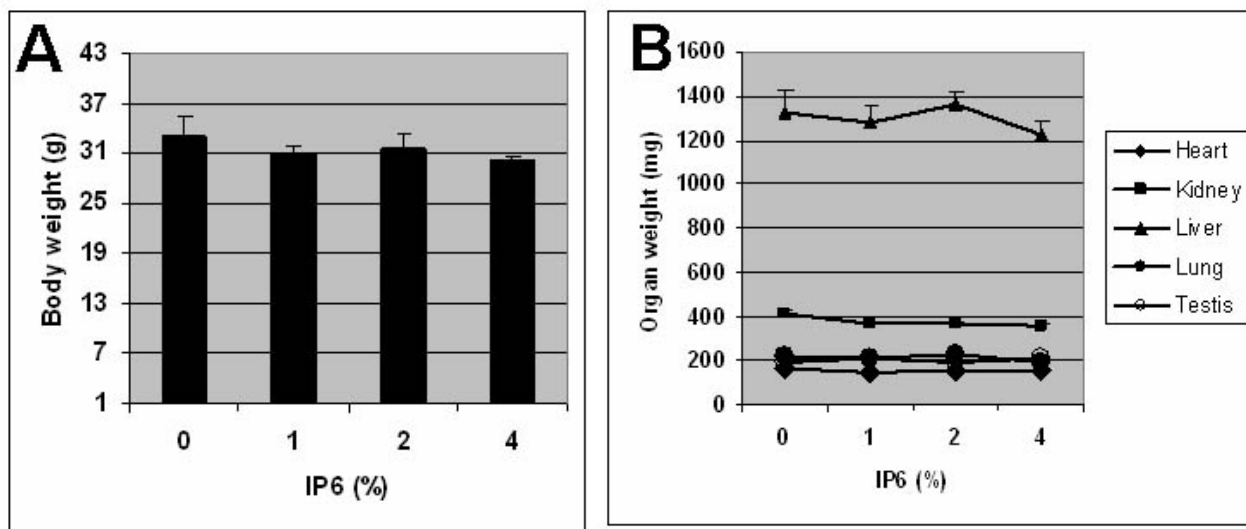 A
Body weight (g)
43
37
31
25
19
13
7
1
0 1 2 4
IP6 (%)
B
Organ weight (mg)
1600
1400
1200
1000
800
600
400
200
0
0 1 2 4
IP6 (%)
Heart
Kidney
Liver
Lung
Testis